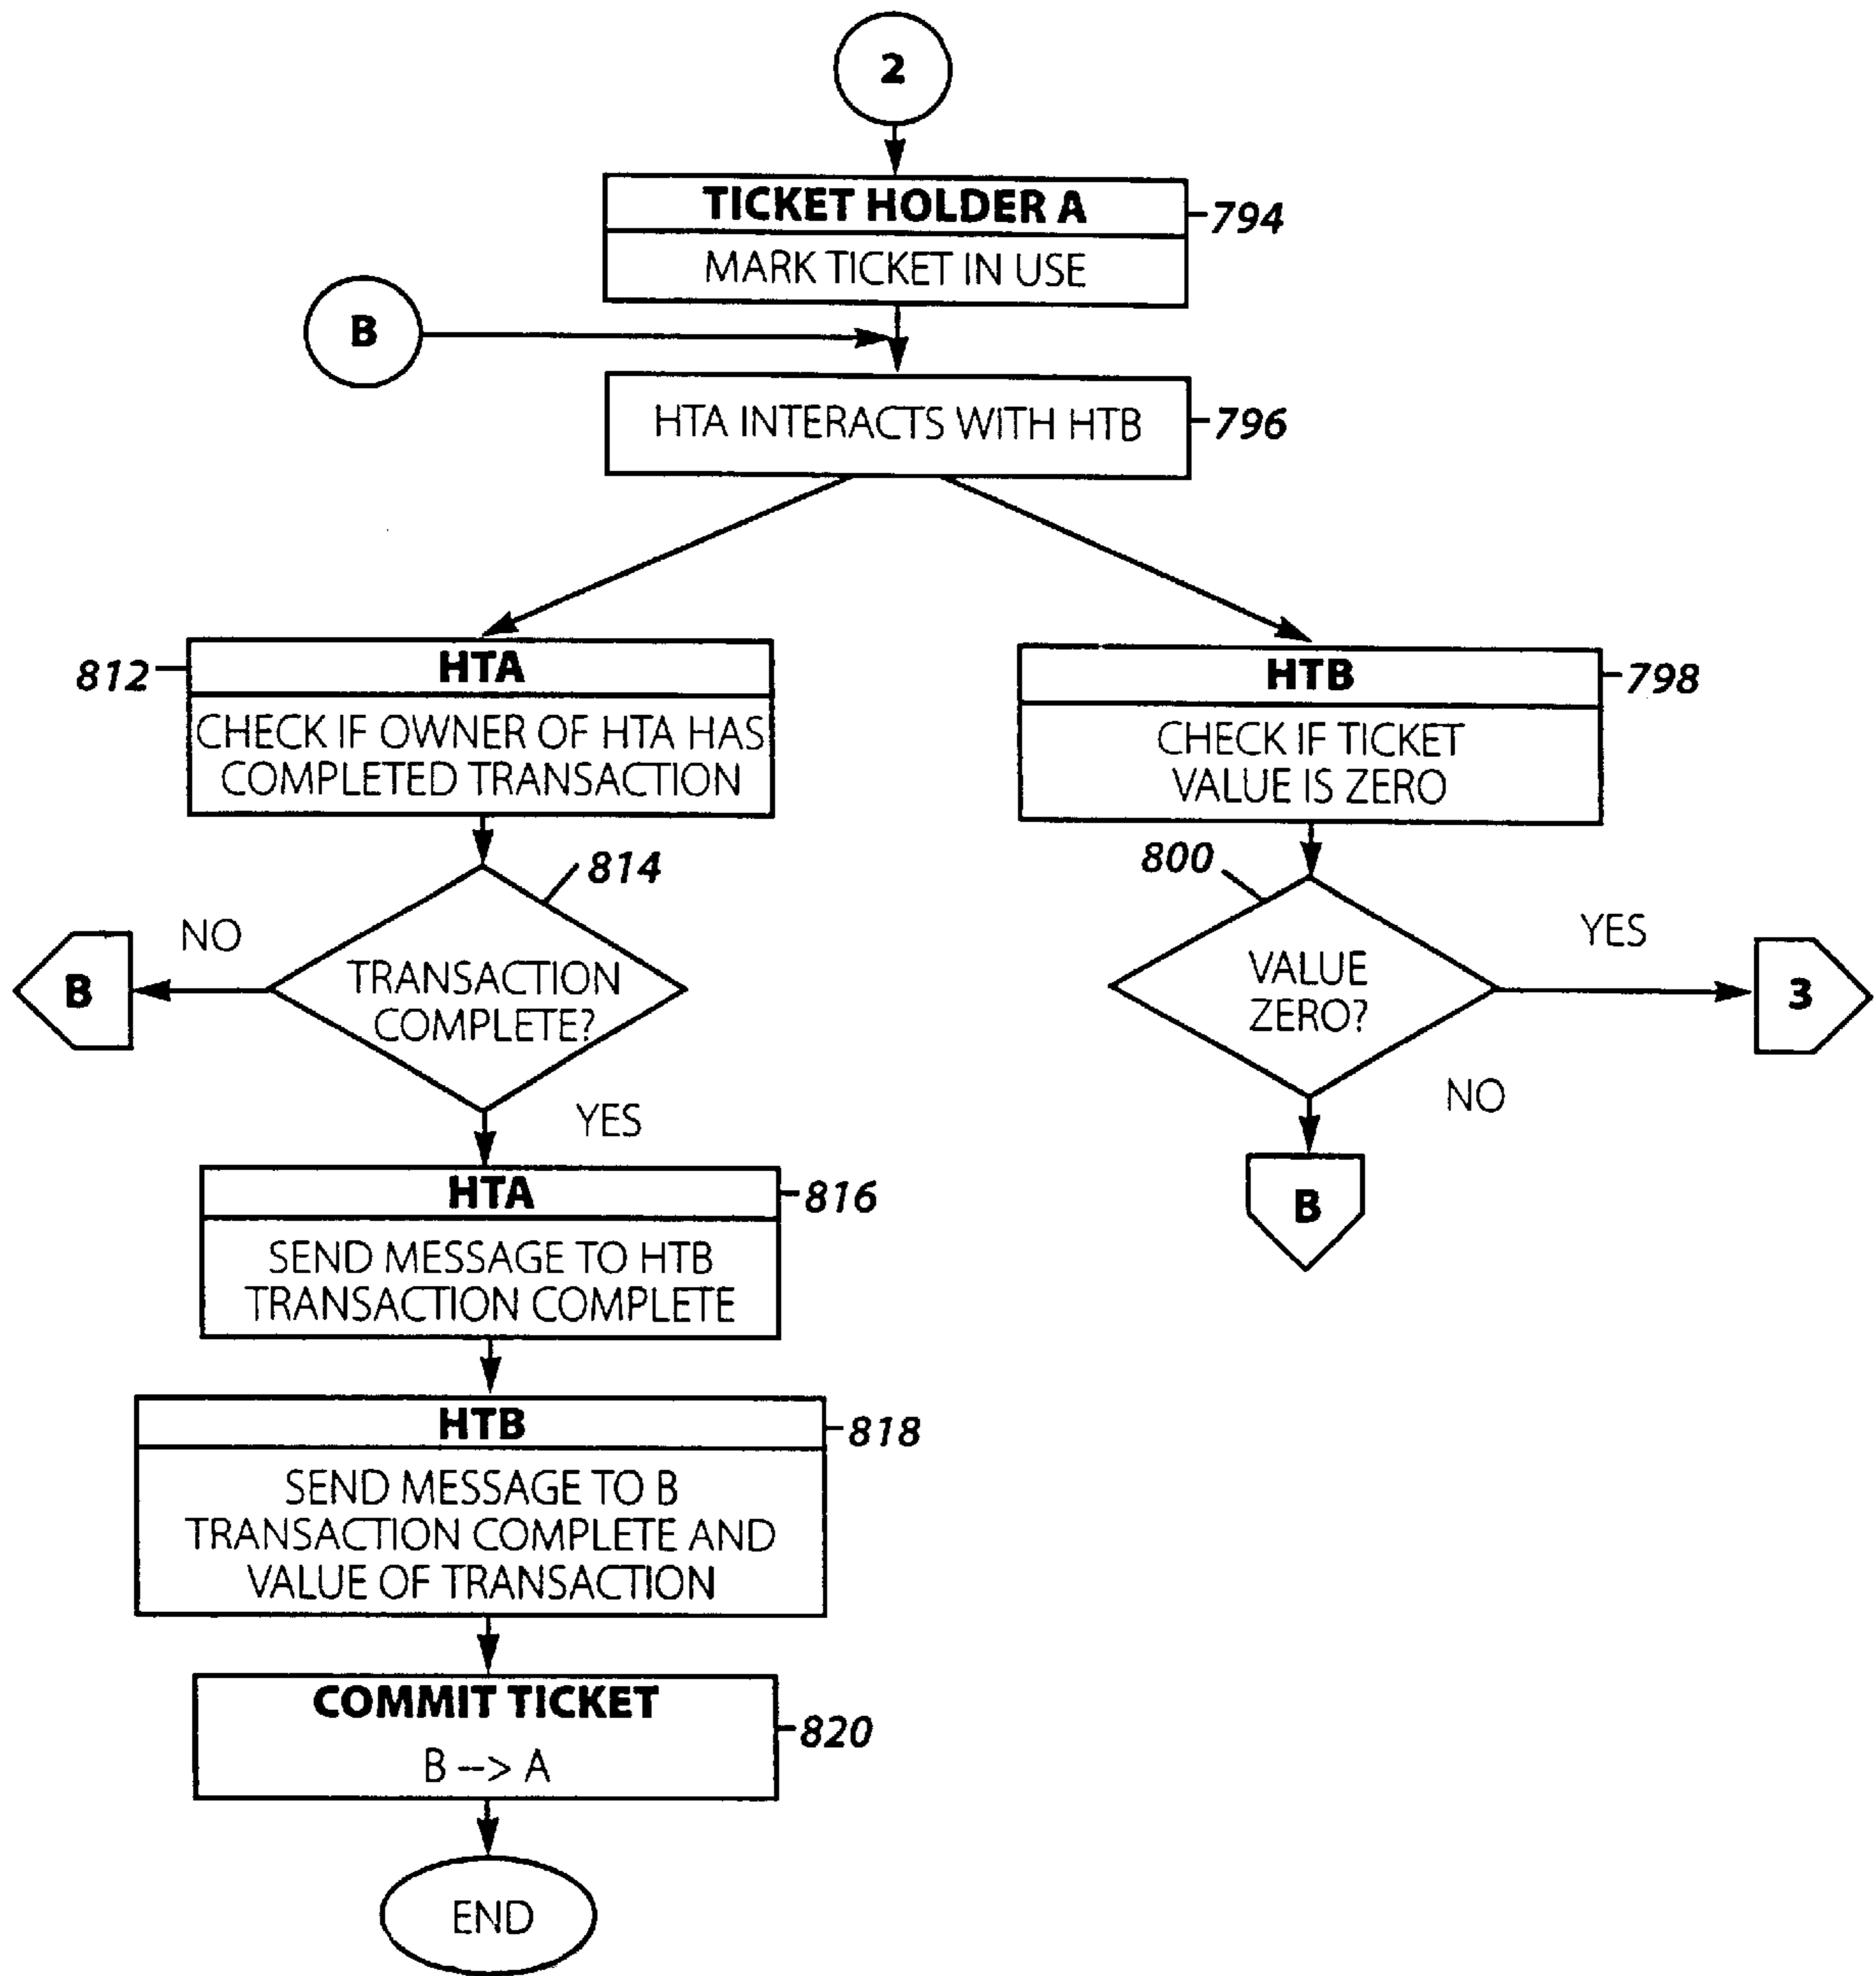 2
TICKET HOLDER A
794
MARK TICKET IN USE
B
HTA INTERACTS WITH HTB
796
812
HTA
CHECK IF OWNER OF HTA HAS
COMPLETED TRANSACTION
HTB
798
CHECK IF TICKET
VALUE IS ZERO
814
NO
B
TRANSACTION
COMPLETE?
YES
800
VALUE
ZERO?
YES
3
NO
B
HTA
816
SEND MESSAGE TO HTB
TRANSACTION COMPLETE
HTB
818
SEND MESSAGE TO B
TRANSACTION COMPLETE AND
VALUE OF TRANSACTION
COMMIT TICKET
820
B --> A
END